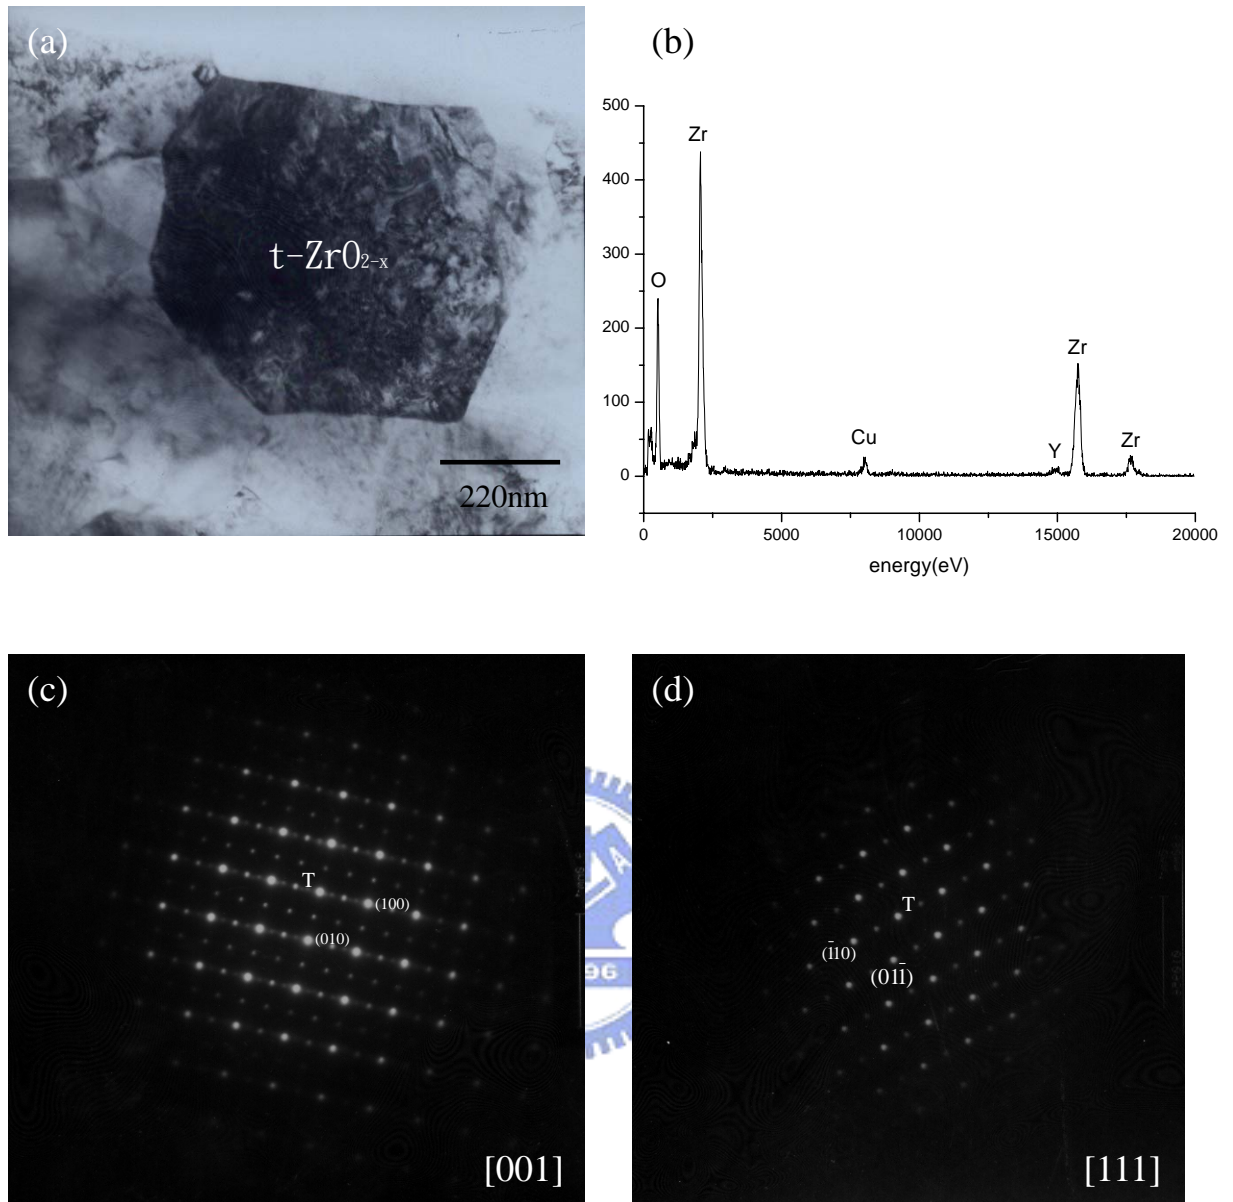 (a)
t-ZrO₂₋ₓ
220nm
(b)
500
400
300
200
100
0
O
Zr
Cu
Y
Zr
Zr
0
5000
10000
15000
20000
energy(eV)
(c)
T
(100)
(010)
[001]
A
96
(d)
T
(1̄10)
(011̄)
[111]